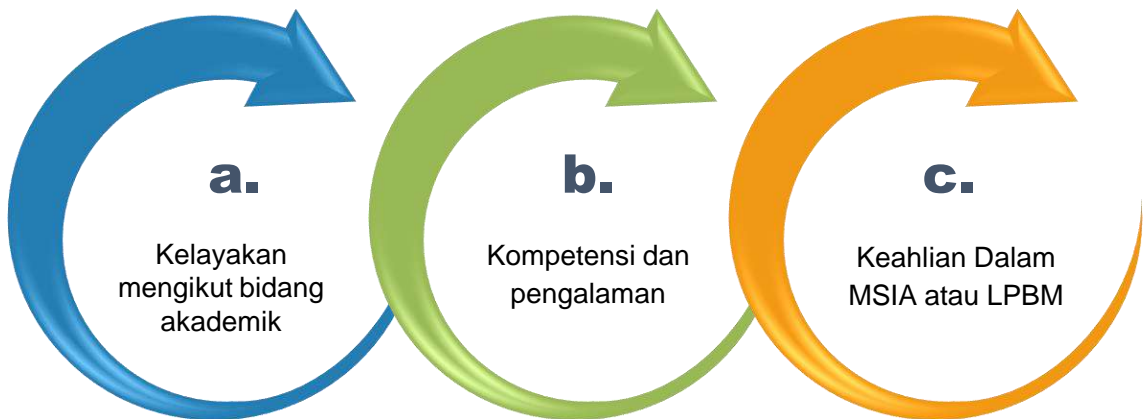 a.
Kelayakan
mengikut bidang
akademik
b.
Kompetensi dan
pengalaman
c.
Keahlian Dalam
MSIA atau LPBM